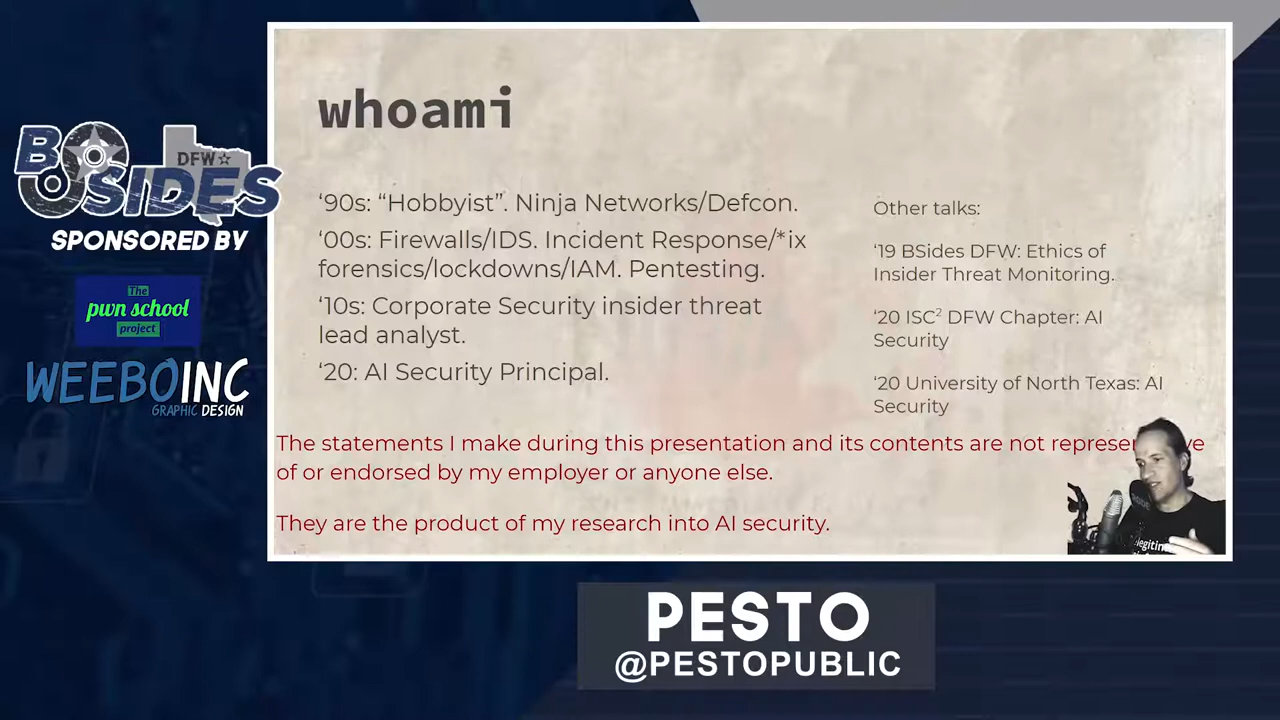 whoami
‘90s: “Hobbyist”. Ninja Networks/Defcon.
‘00s: Firewalls/IDS. Incident Response/*ix
forensics/lockdowns/IAM. Pentesting.
‘10s: Corporate Security insider threat
lead analyst.
‘20: AI Security Principal.
Other talks:
‘19 BSides DFW: Ethics of
Insider Threat Monitoring.
‘20 ISC² DFW Chapter: AI
Security
‘20 University of North Texas: AI
Security
The statements I make during this presentation and its contents are not
of or endorsed by my employer or anyone else.
They are the product of my research into AI security.
BSIDES
DFW
SPONSORED BY
The
pwn school
project
WEEBOINC
GRAPHIC DESIGN
PESTO
@PESTOPUBLIC